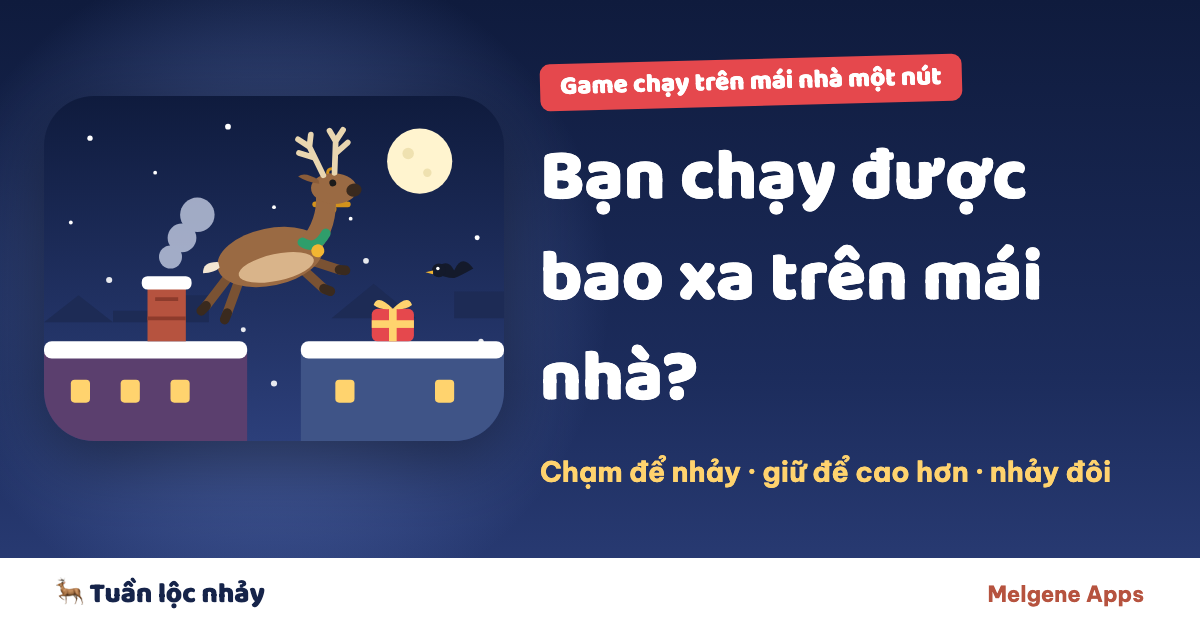 Game chạy trên mái nhà một nút
Bạn chạy được
bao xa trên mái
nhà?
Chạm để nhảy · giữ để cao hơn · nhảy đôi
Tuần lộc nhảy
Melgene Apps